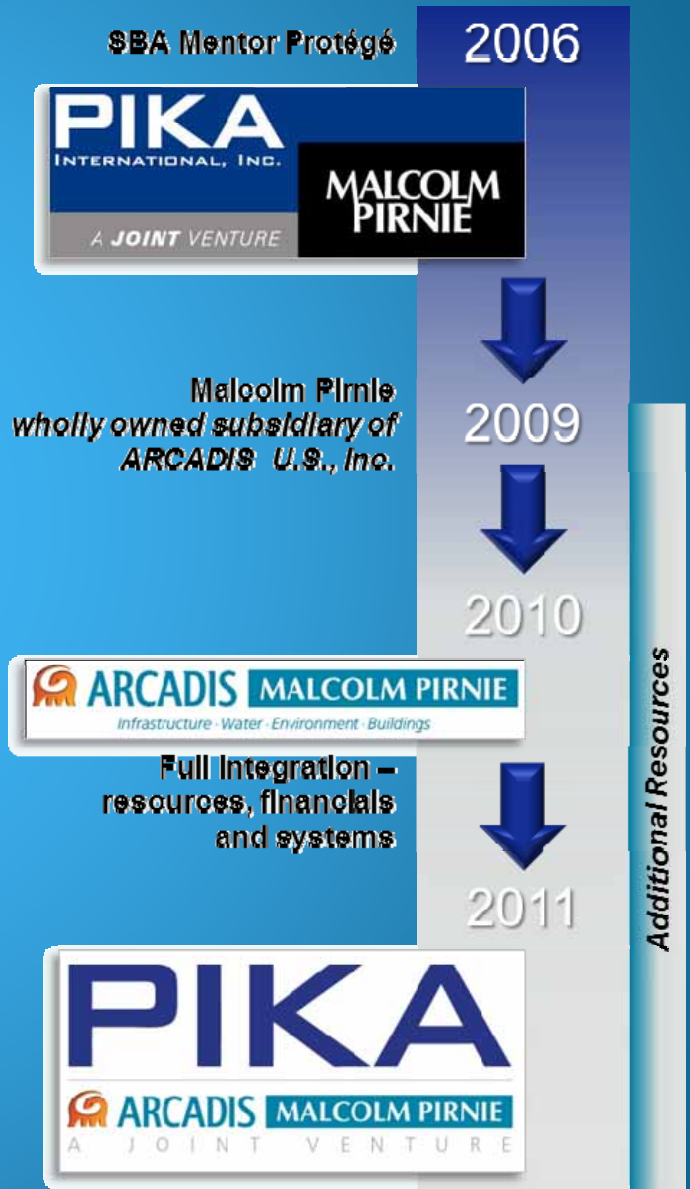 SBA Mentor Protégé
2006
PIKA
INTERNATIONAL, INC.
MALCOLM
PIRNIE
A JOINT VENTURE
Malcolm Pirnie
wholly owned subsidiary of
ARCADIS U.S., Inc.
2009
2010
ARCADIS MALCOLM PIRNIE
Infrastructure · Water · Environment · Buildings
Full Integration –
resources, financials
and systems
2011
Additional Resources
PIKA
ARCADIS MALCOLM PIRNIE
A JOINT VENTURE